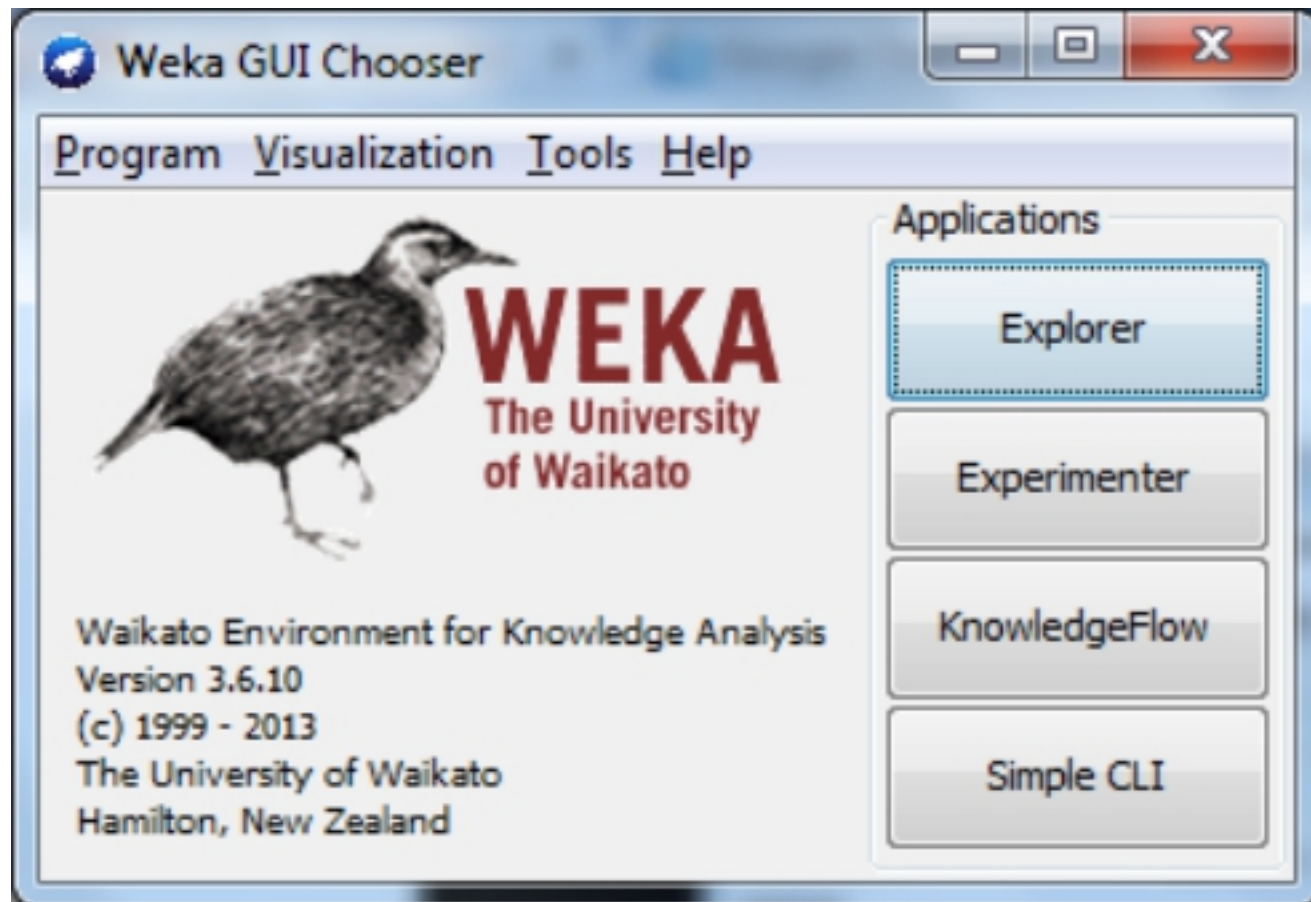 Weka GUI Chooser
Program Visualization Tools Help
WEKA
The University
of Waikato
Waikato Environment for Knowledge Analysis
Version 3.6.10
(c) 1999 - 2013
The University of Waikato
Hamilton, New Zealand
Applications
Explorer
Experimenter
KnowledgeFlow
Simple CLI